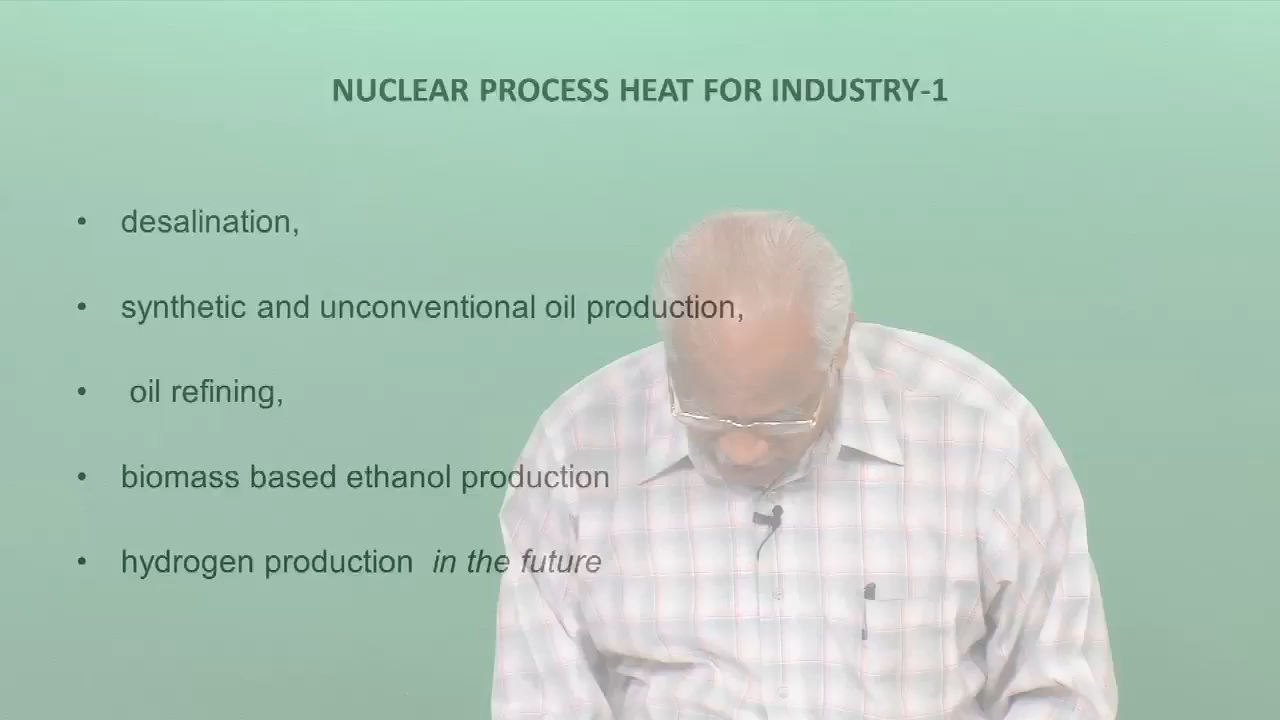 NUCLEAR PROCESS HEAT FOR INDUSTRY-1
• desalination,
• synthetic and unconventional oil production,
• oil refining,
• biomass based ethanol production
• hydrogen production in the future